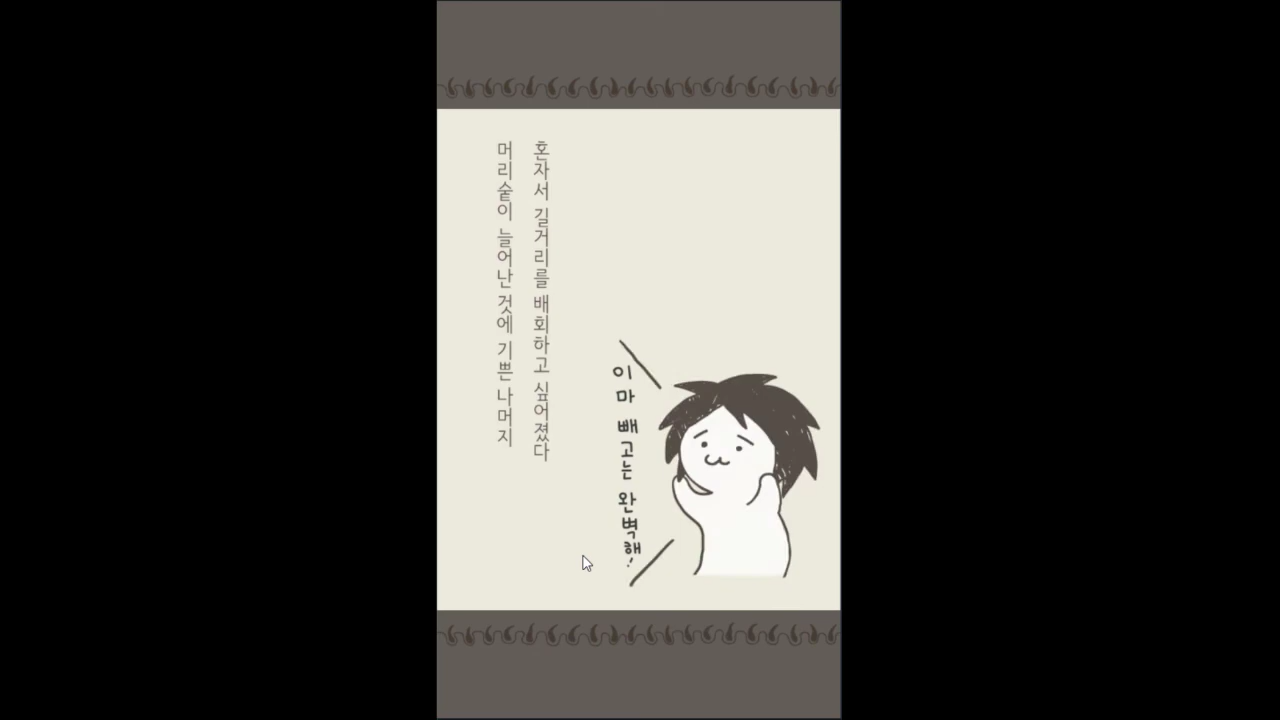 머리숱이 늘어난 것에 기쁜 나머지
혼자서 길거리를 배회하고 싶어졌다
이마 빼고는 완벽해!